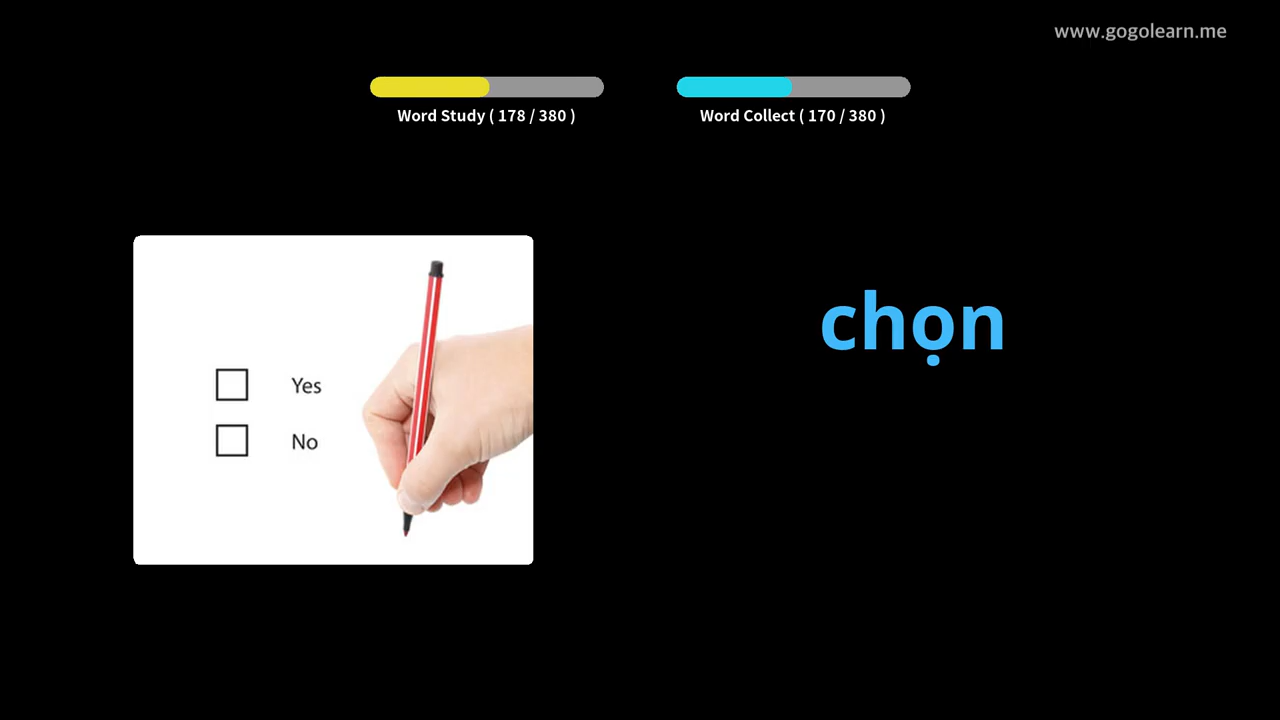 www.gogolearn.me
Word Study ( 178 / 380 )
Word Collect ( 170 / 380 )
Yes
No
chọn